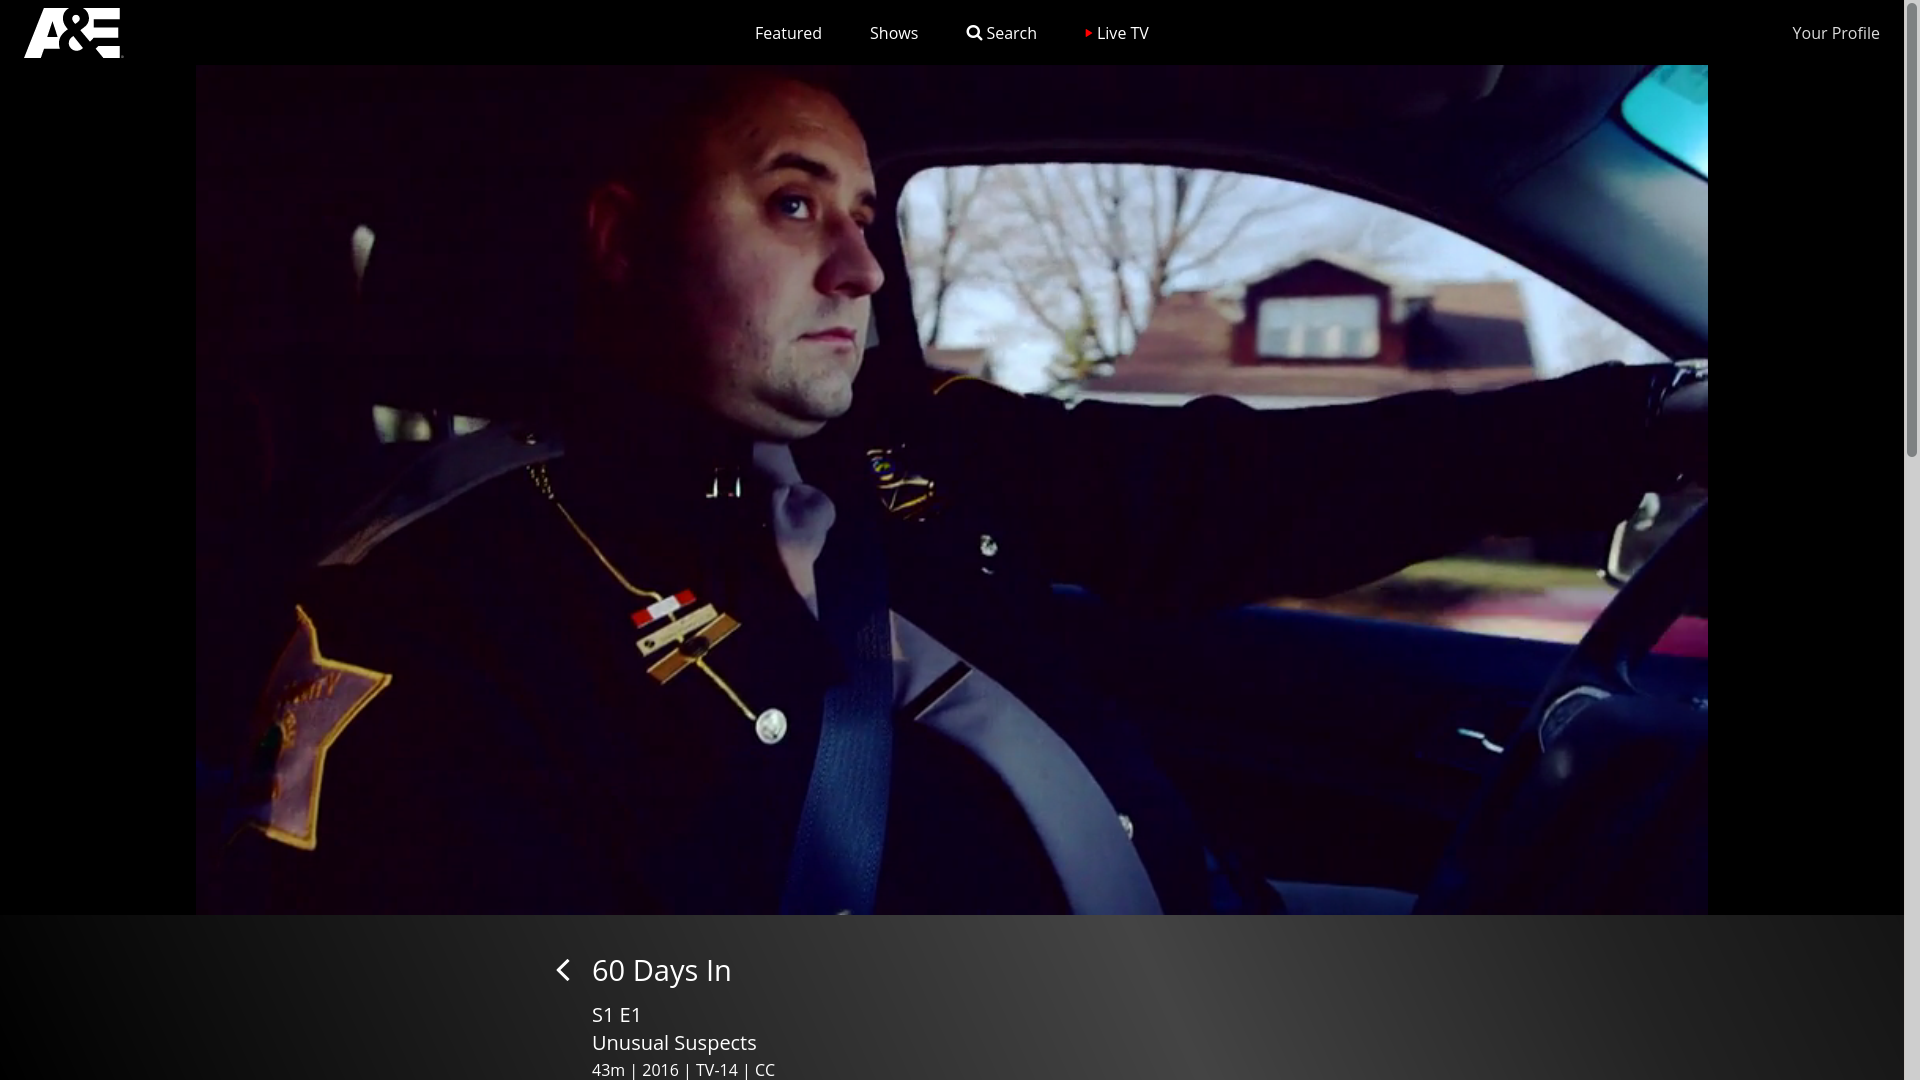 A&E
Featured
Shows
Search
Live TV
Your Profile
60 Days In
S1 E1
Unusual Suspects
43m | 2016 | TV-14 | CC